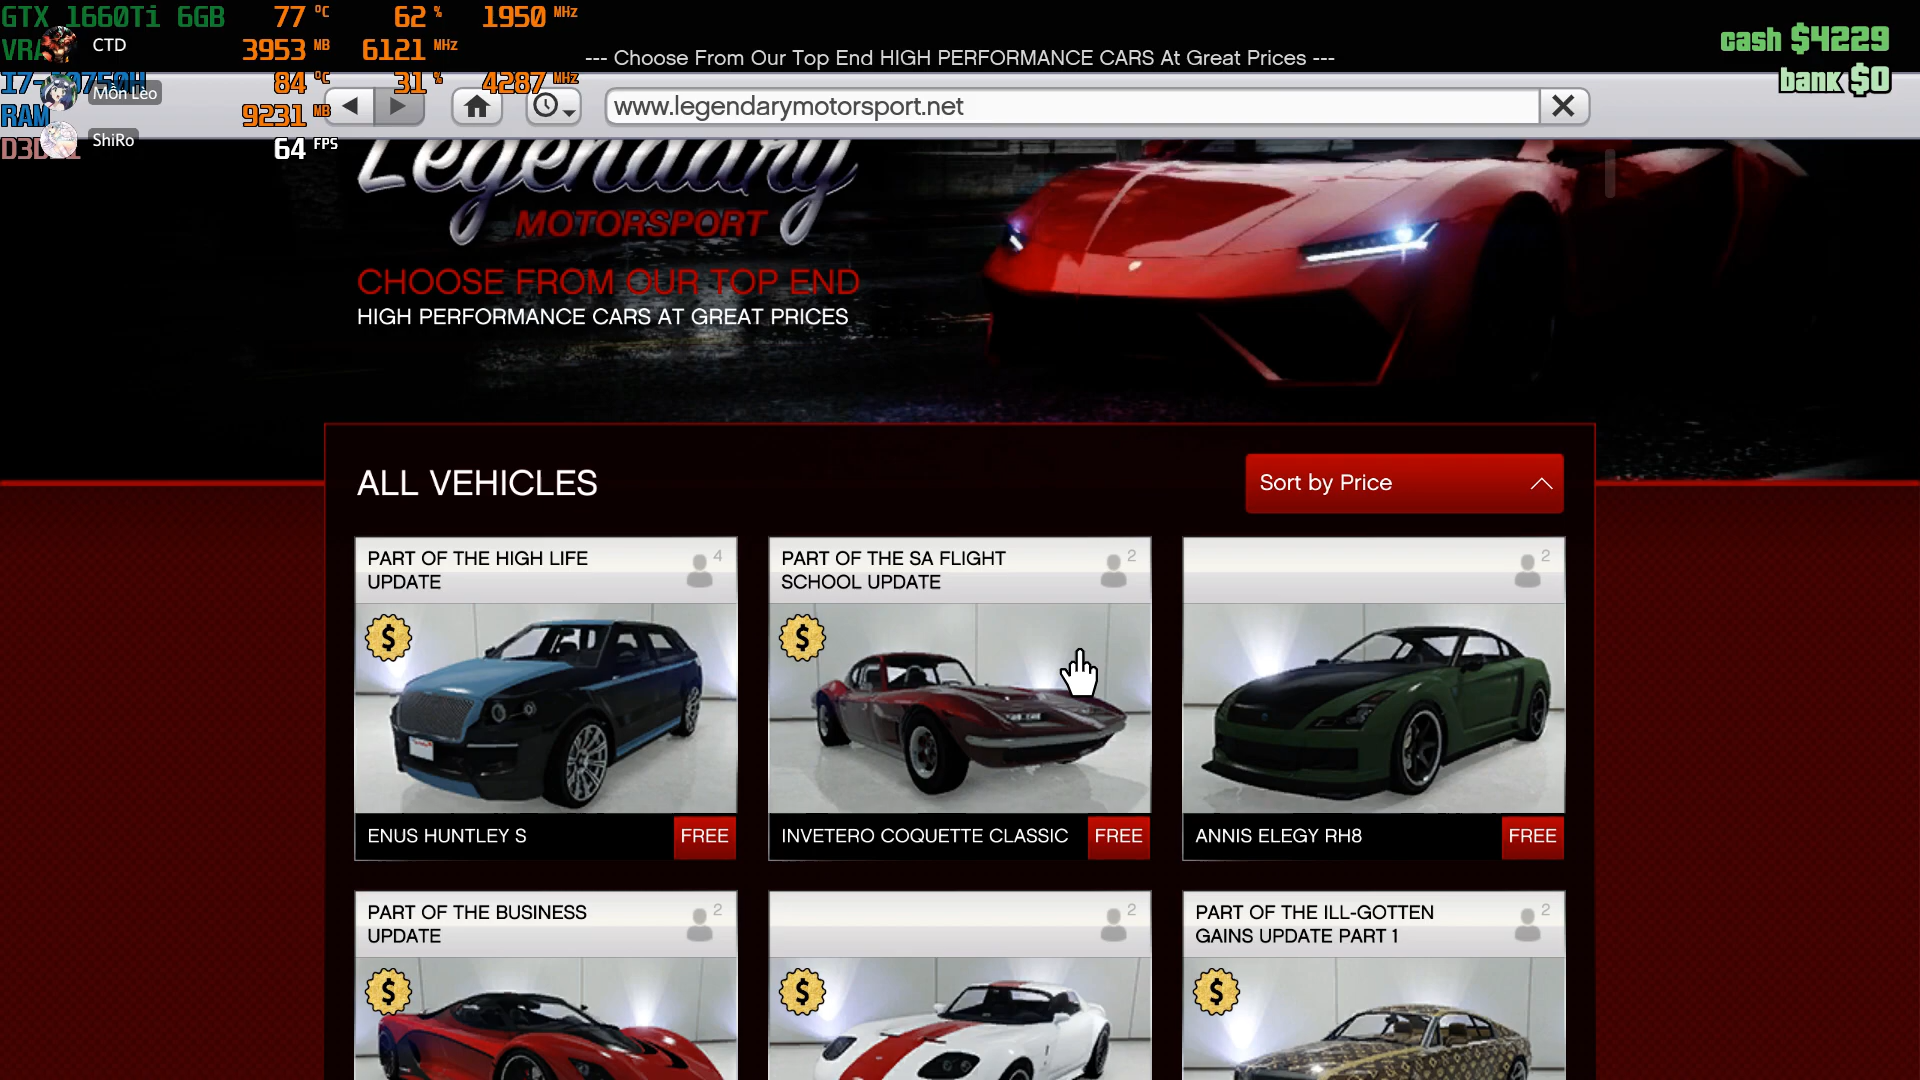 GTX 1660Ti 6GB 77 °C 62 % 1950 MHz
CTD
3953 MB 6121 MHz
84 °C 31 % 4287 MHz
Mồn Lèo
RAM 9231 MB
ShiRo
64 FPS
--- Choose From Our Top End HIGH PERFORMANCE CARS At Great Prices ---
cash $4229
bank $0
www.legendarymotorsport.net
Legendary
MOTORSPORT
CHOOSE FROM OUR TOP END
HIGH PERFORMANCE CARS AT GREAT PRICES
ALL VEHICLES
Sort by Price
PART OF THE HIGH LIFE
UPDATE
4
$
ENUS HUNTLEY S
FREE
PART OF THE SA FLIGHT
SCHOOL UPDATE
2
$
INVETERO COQUETTE CLASSIC
FREE
2
ANNIS ELEGY RH8
FREE
PART OF THE BUSINESS
UPDATE
2
$
2
$
PART OF THE ILL-GOTTEN
GAINS UPDATE PART 1
2
$